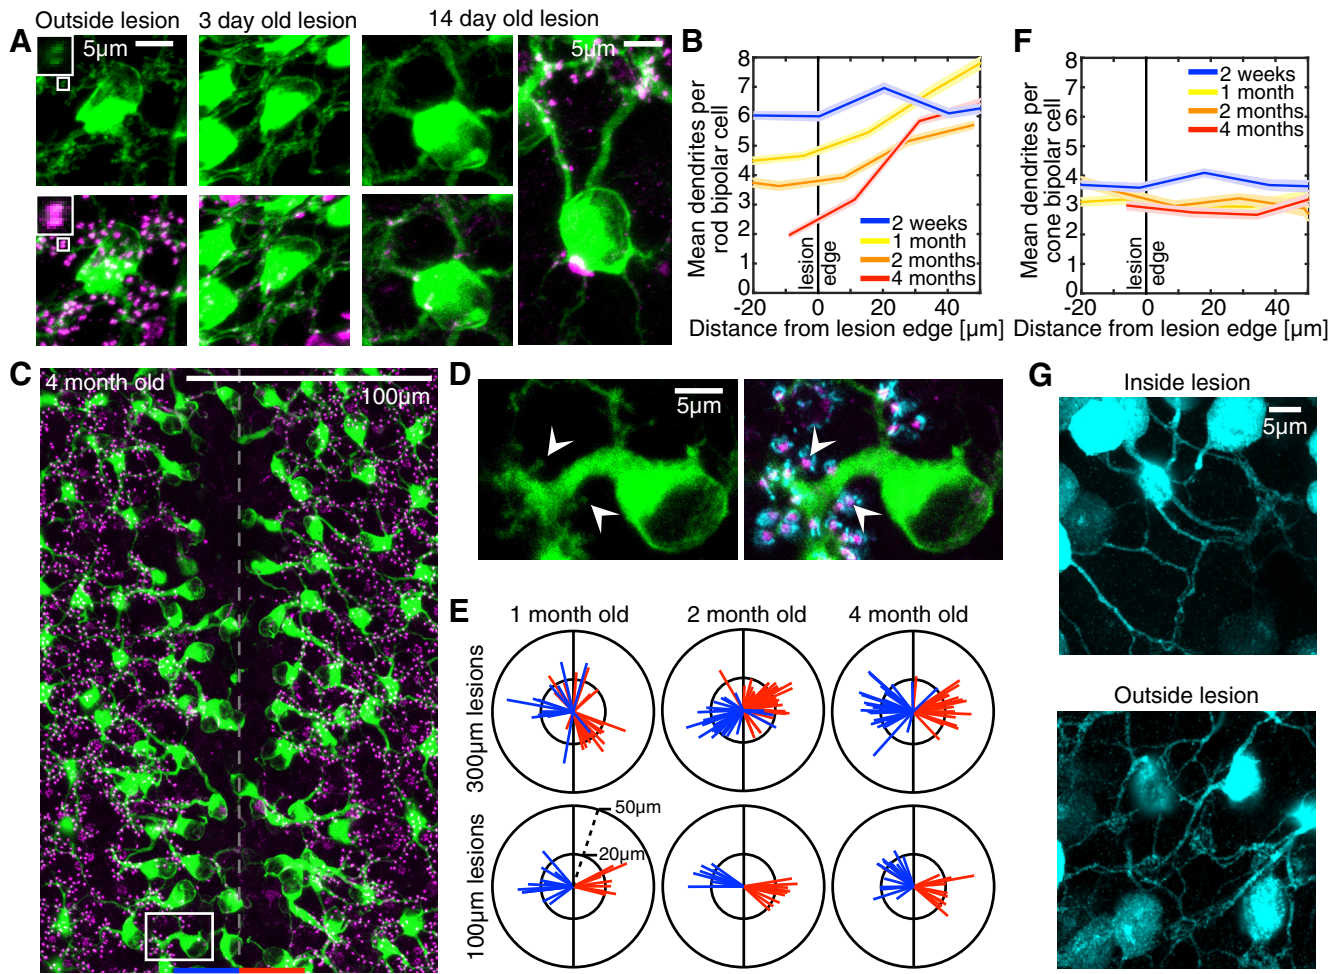 Outside lesion
3 day old lesion
14 day old lesion
A
5µm
5µm
B
8
7
6
5
4
3
2
1
0
Mean dendrites per
rod bipolar cell
lesion
edge
2 weeks
1 month
2 months
4 months
-20
0
20
40
Distance from lesion edge [µm]
F
8
7
6
5
4
3
2
1
0
Mean dendrites per
cone bipolar cell
lesion
edge
2 weeks
1 month
2 months
4 months
-20
0
20
40
Distance from lesion edge [µm]
C
4 month old
100µm
D
5µm
E
1 month old
2 month old
4 month old
300µm lesions
100µm lesions
50µm
20µm
G
Inside lesion
5µm
Outside lesion